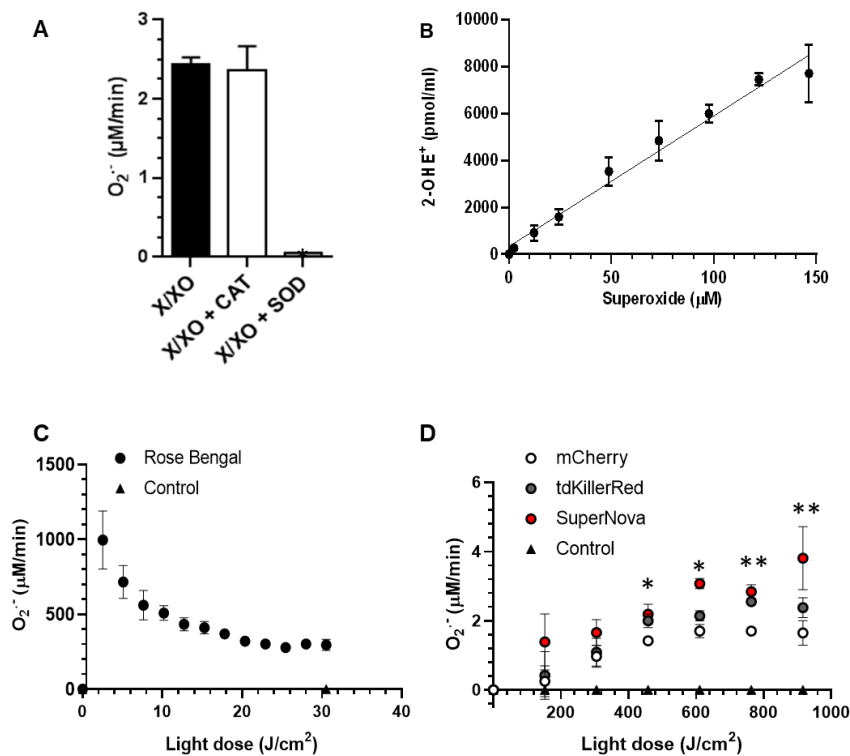 A
O₂·⁻ (µM/min)
3
2
1
0
X/XO
X/XO + CAT
X/XO + SOD
B
2-OHE⁺ (pmol/ml)
10000
8000
6000
4000
2000
0
0 50 100 150
Superoxide (µM)
C
Rose Bengal
Control
O₂·⁻ (µM/min)
1500
1000
500
0
0 10 20 30 40
Light dose (J/cm²)
D
mCherry
tdKillerRed
SuperNova
Control
O₂·⁻ (µM/min)
6
4
2
0
* * ** **
200 400 600 800 1000
Light dose (J/cm²)